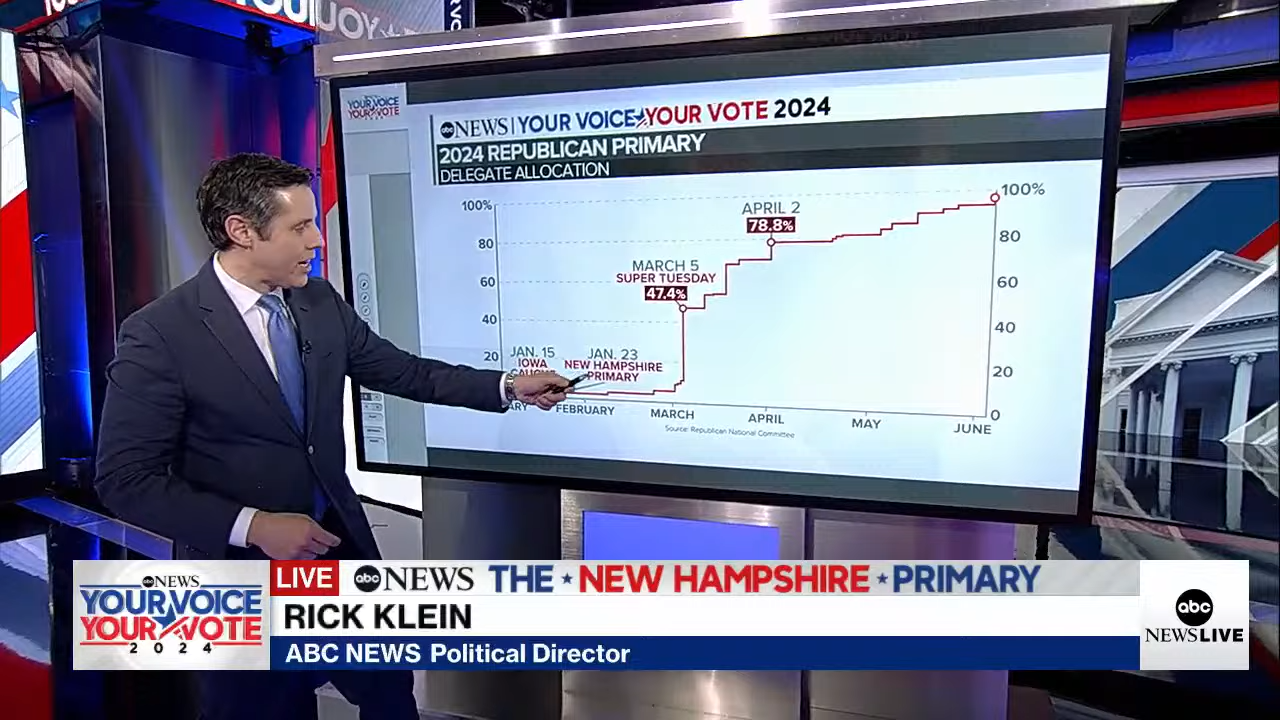 YOUR VOICE
YOUR VOTE
abc NEWS | YOUR VOICE YOUR VOTE 2024
2024 REPUBLICAN PRIMARY
DELEGATE ALLOCATION
100%
80
60
40
20
100%
80
60
40
20
0
APRIL 2
78.8%
MARCH 5
SUPER TUESDAY
47.4%
JAN. 15
IOWA
JAN. 23
NEW HAMPSHIRE
PRIMARY
FEBRUARY
MARCH
APRIL
MAY
JUNE
Source: Republican National Committee
abc NEWS
YOUR VOICE
YOUR VOTE
2024
LIVE abc NEWS THE NEW HAMPSHIRE PRIMARY
RICK KLEIN
ABC NEWS Political Director
abc
NEWS LIVE